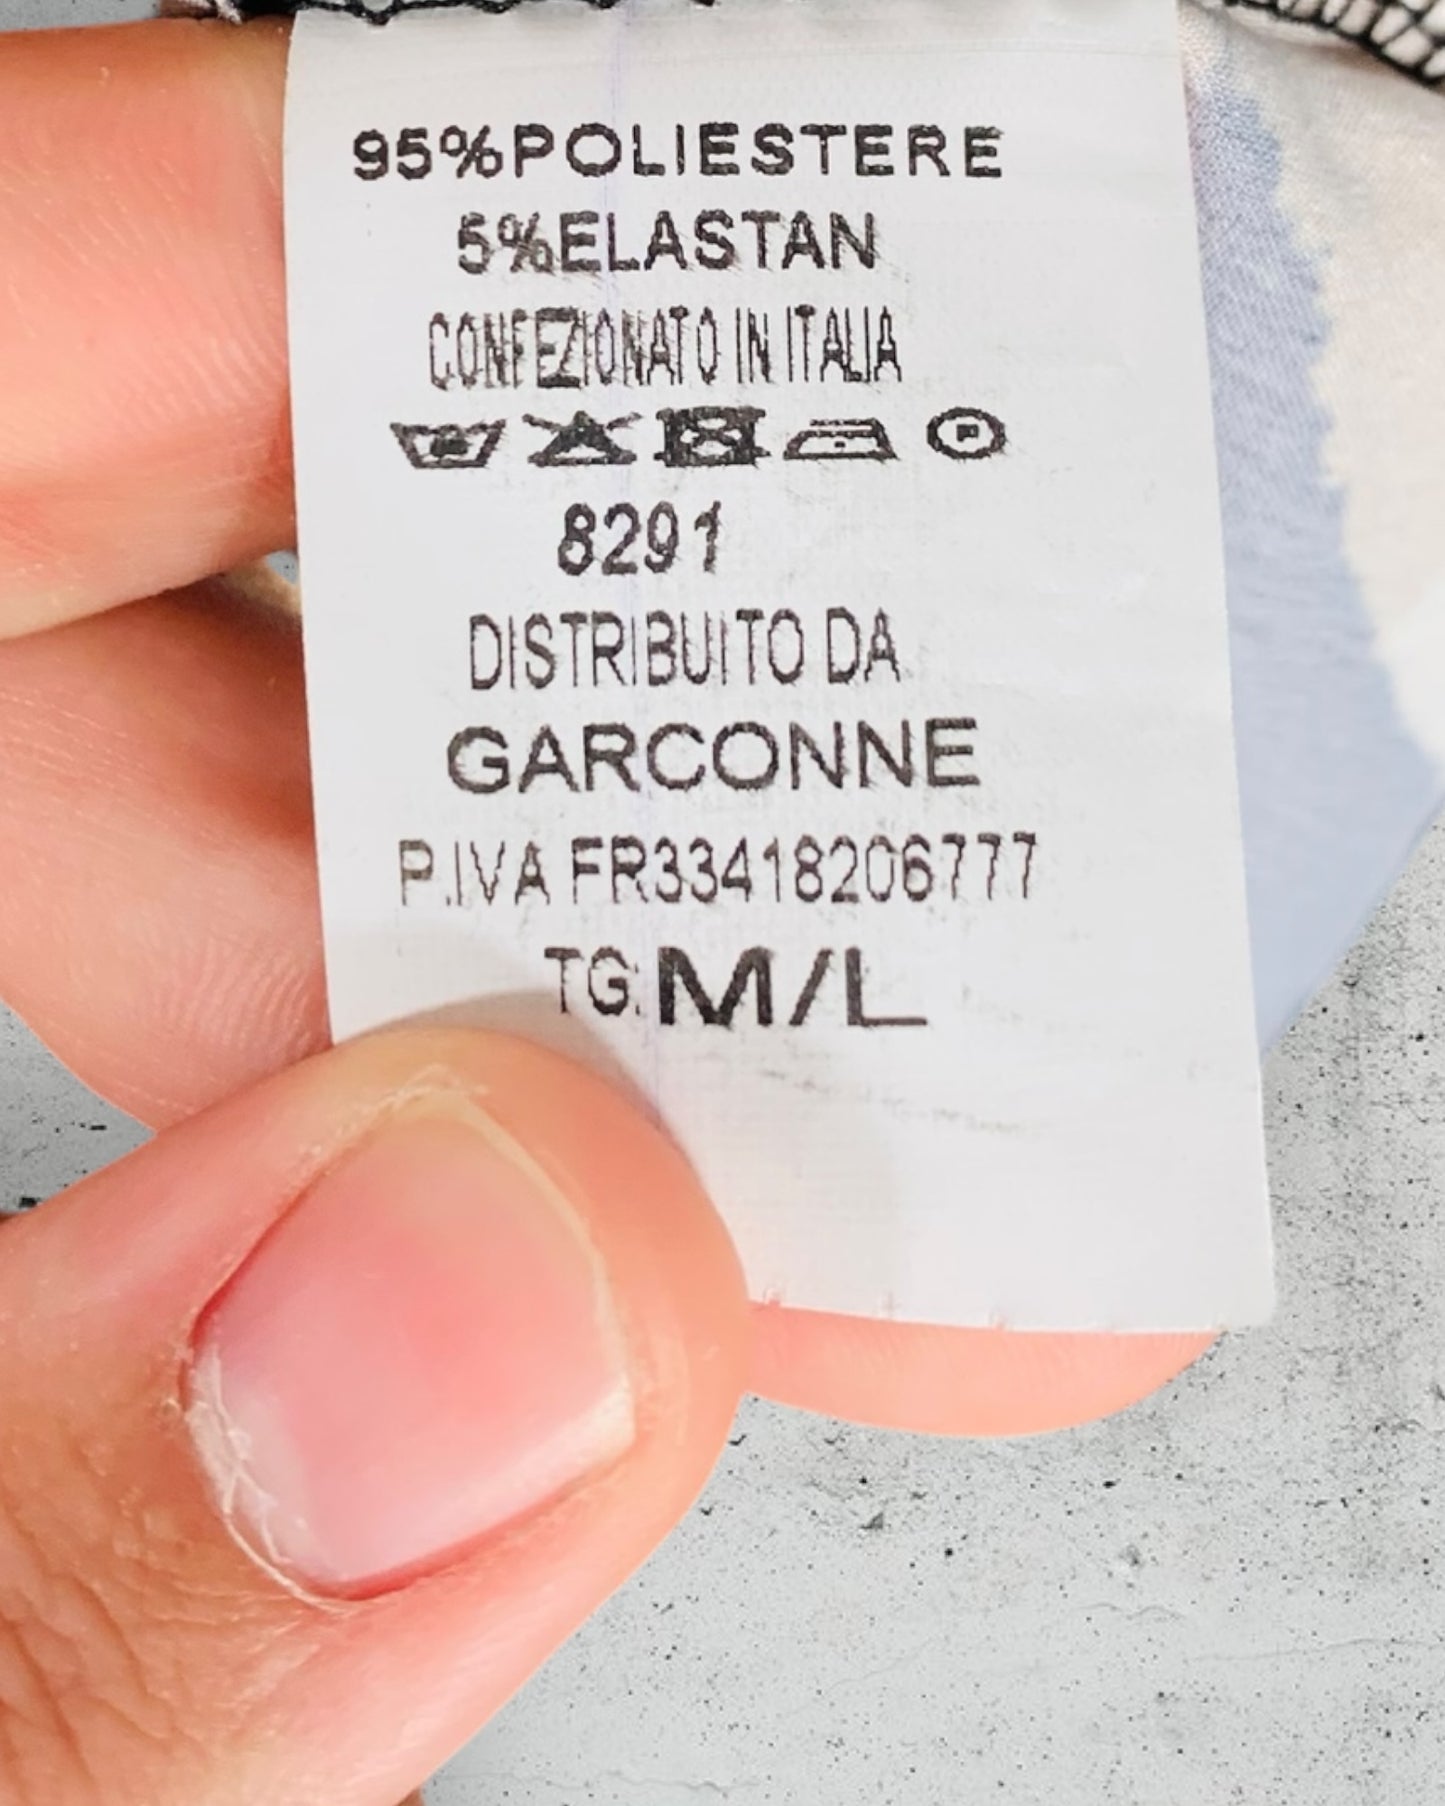 95%POLIESTERE
5%ELASTAN
CONFEZIONATO IN ITALIA
8291
DISTRIBUITO DA
GARCONNE
P.IVA FR33418206777
TG: M/L